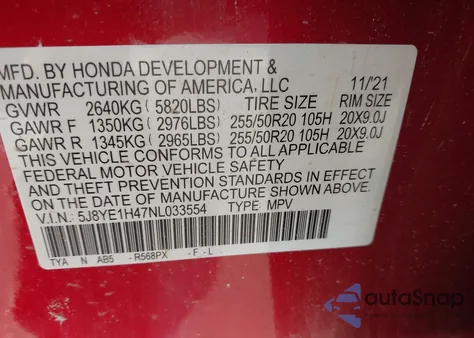 MFD. BY HONDA DEVELOPMENT &
MANUFACTURING OF AMERICA, LLC 11/21
GVWR 2640KG (5820LBS) TIRE SIZE RIM SIZE
GAWR F 1350KG (2976LBS) 255/50R20 105H 20X9.0J
GAWR R 1345KG (2965LBS) 255/50R20 105H 20X9.0J
THIS VEHICLE CONFORMS TO ALL APPLICABLE
FEDERAL MOTOR VEHICLE SAFETY, BUMPER,
AND THEFT PREVENTION STANDARDS IN EFFECT
ON THE DATE OF MANUFACTURE SHOWN ABOVE.
V.I.N.: 5J8YE1H47NL033554 TYPE: MPV
TYA N AB5 -R568PX -F-L
autoSnap